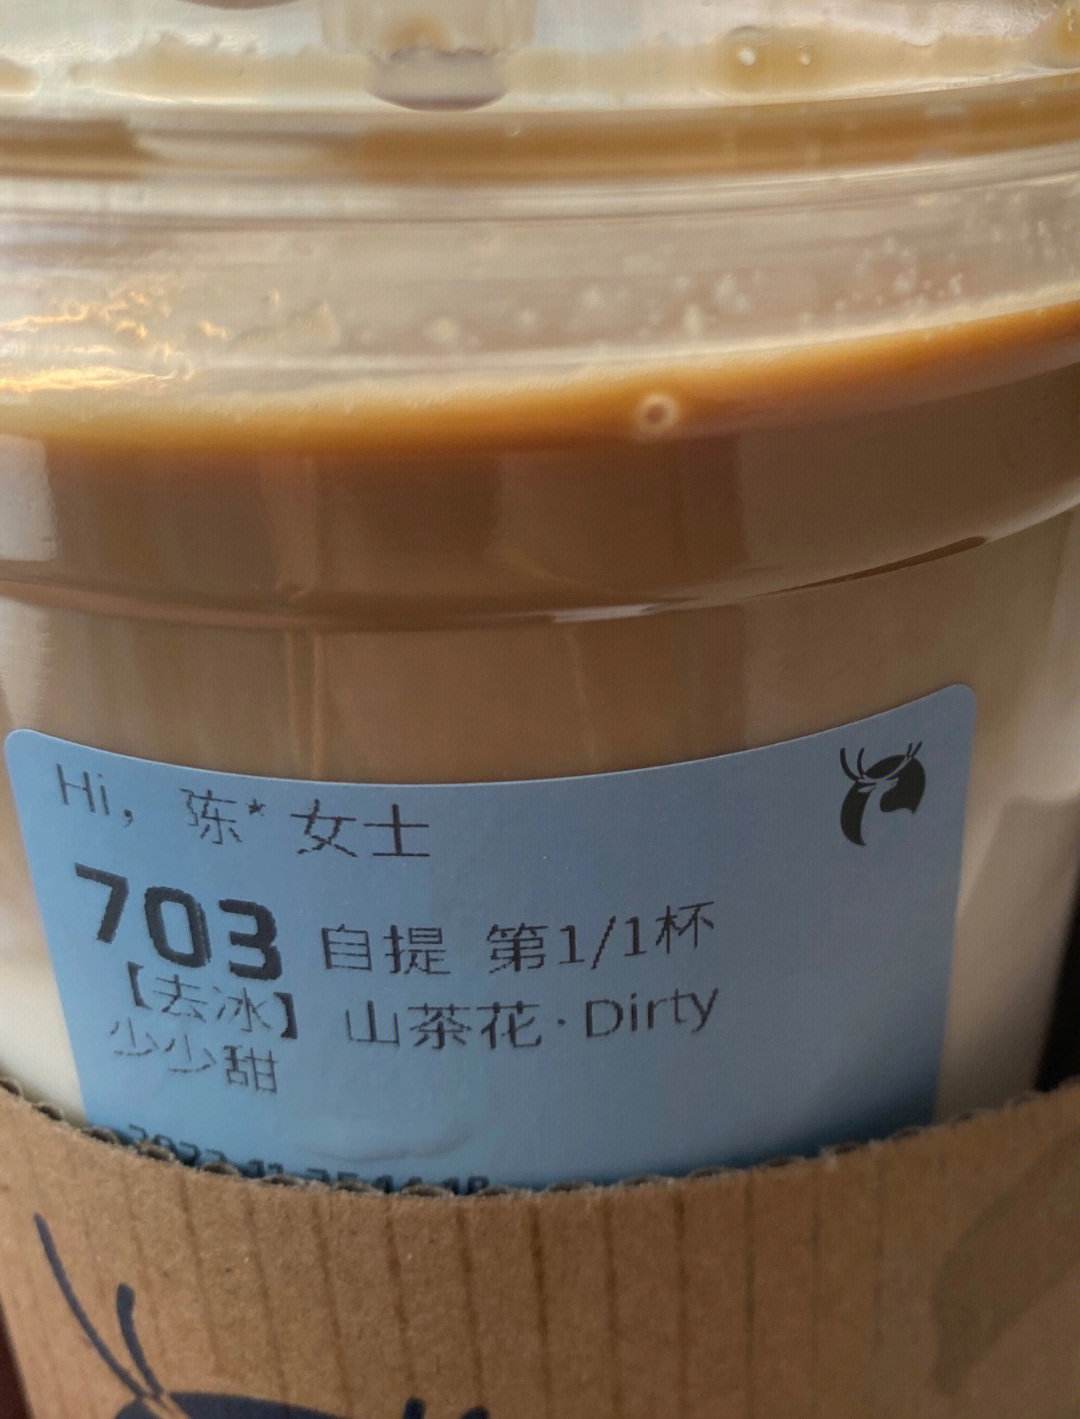 Hi, 陈*女士
703 自提 第1/1杯
【去冰】 山茶花·Dirty
少少甜